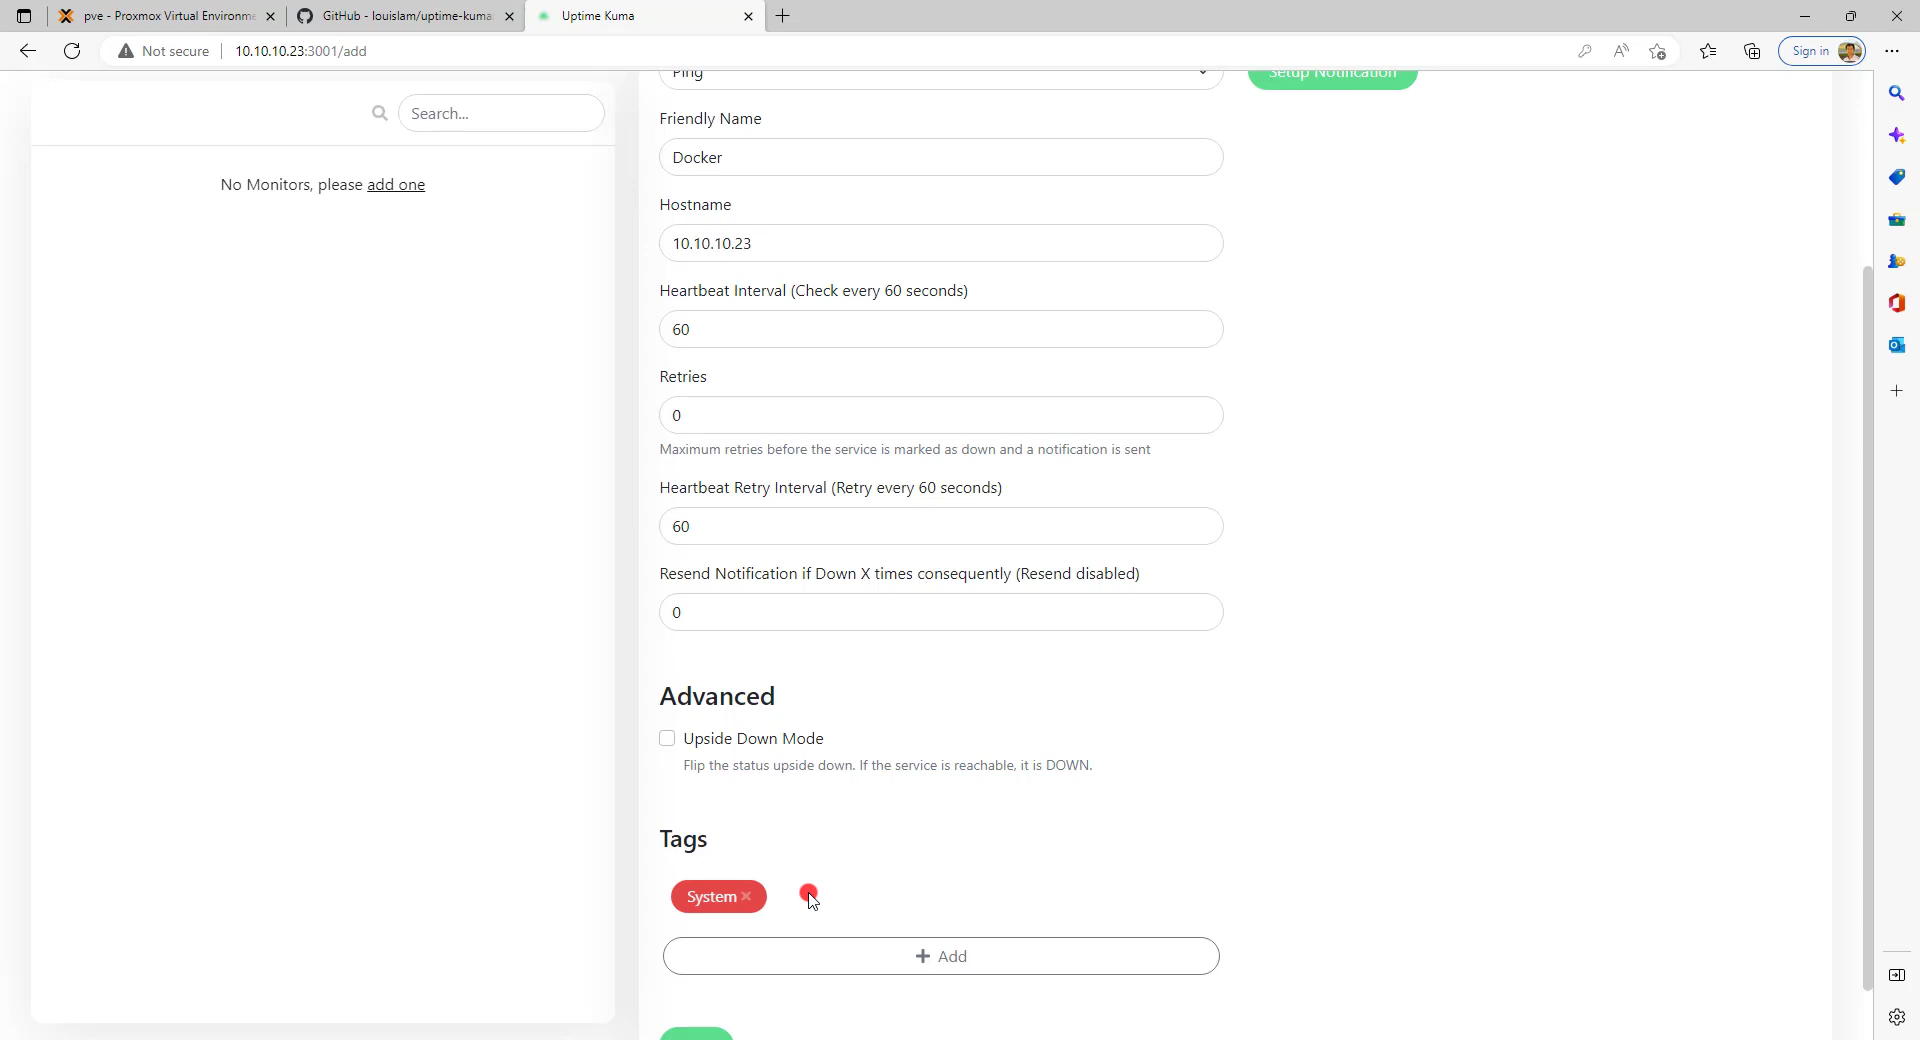 pve - Proxmox Virtual Environme
GitHub - louislam/uptime-kuma:
Uptime Kuma
Not secure
10.10.10.23:3001/add
Sign in
Ping
Setup Notification
Search...
No Monitors, please add one
Friendly Name
Docker
Hostname
10.10.10.23
Heartbeat Interval (Check every 60 seconds)
60
Retries
0
Maximum retries before the service is marked as down and a notification is sent
Heartbeat Retry Interval (Retry every 60 seconds)
60
Resend Notification if Down X times consequently (Resend disabled)
0
Advanced
Upside Down Mode
Flip the status upside down. If the service is reachable, it is DOWN.
Tags
System
Add